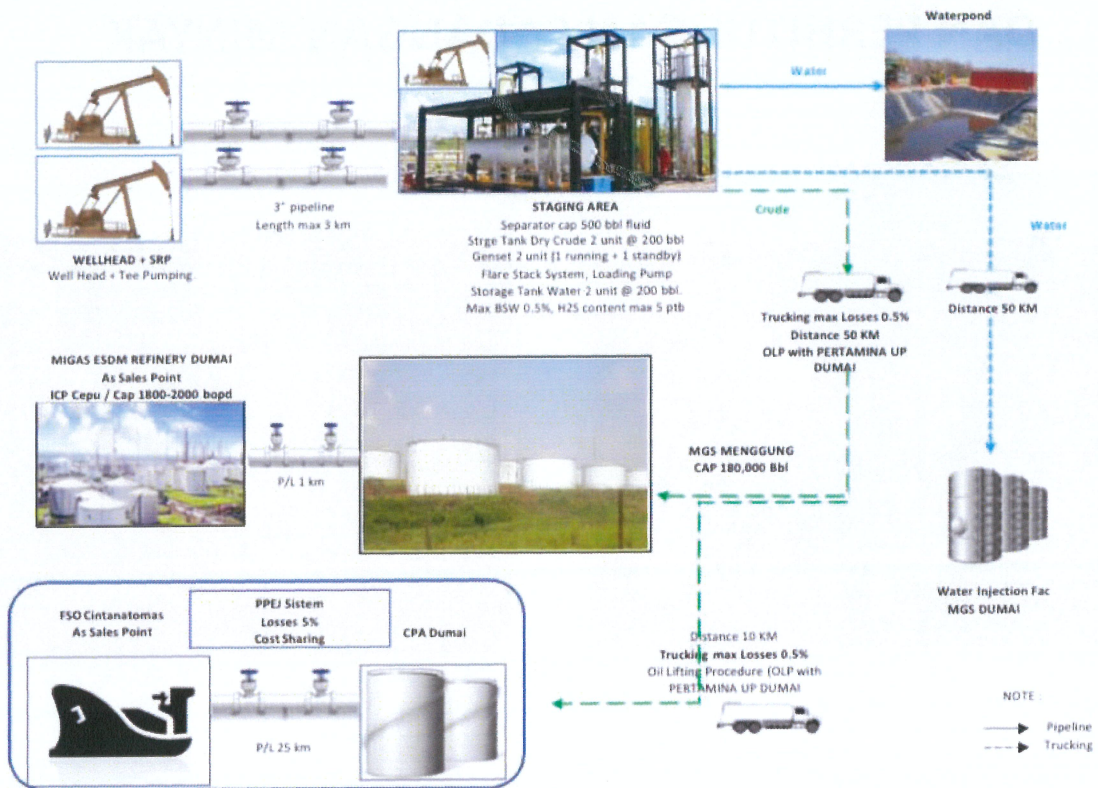 Waterpond
Water
WELLHEAD + SRP
Well Head + Tee Pumping
3" pipeline
Length max 3 km
STAGING AREA
Separator cap 500 bbl fluid
Strge Tank Dry Crude 2 unit @ 200 bbl
Genset 2 unit (1 running + 1 standby)
Flare Stack System, Loading Pump
Storage Tank Water 2 unit @ 200 bbl.
Max BSW 0.5%, H2S content max 5 ptb
Crude
Water
Trucking max Losses 0.5%
Distance 50 KM
OLP with PERTAMINA UP
DUMAI
Distance 50 KM
MIGAS ESDM REFINERY DUMAI
As Sales Point
ICP Cepu / Cap 1800-2000 bopd
P/L 1 km
MGS MENGGUNG
CAP 180,000 Bbl
Water Injection Fac
MGS DUMAI
FSO Cintanatomas
As Sales Point
PPEJ Sistem
Losses 5%
Cost Sharing
CPA Dumai
P/L 25 km
Distance 10 KM
Trucking max Losses 0.5%
Oil Lifting Procedure (OLP with
PERTAMINA UP DUMAI
NOTE :
Pipeline
Trucking